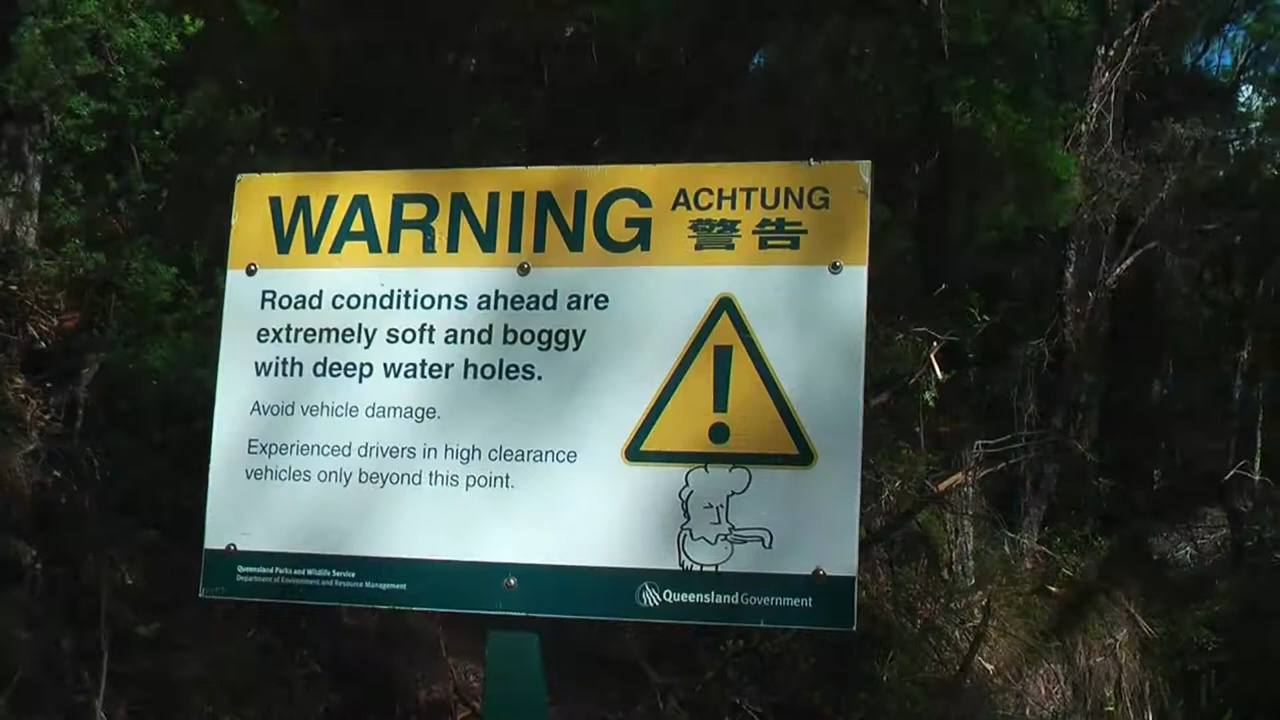 WARNING ACHTUNG
警告
Road conditions ahead are
extremely soft and boggy
with deep water holes.
Avoid vehicle damage.
Experienced drivers in high clearance
vehicles only beyond this point.
!
Queensland Parks and Wildlife Service
Department of Environment and Resource Management
Queensland Government